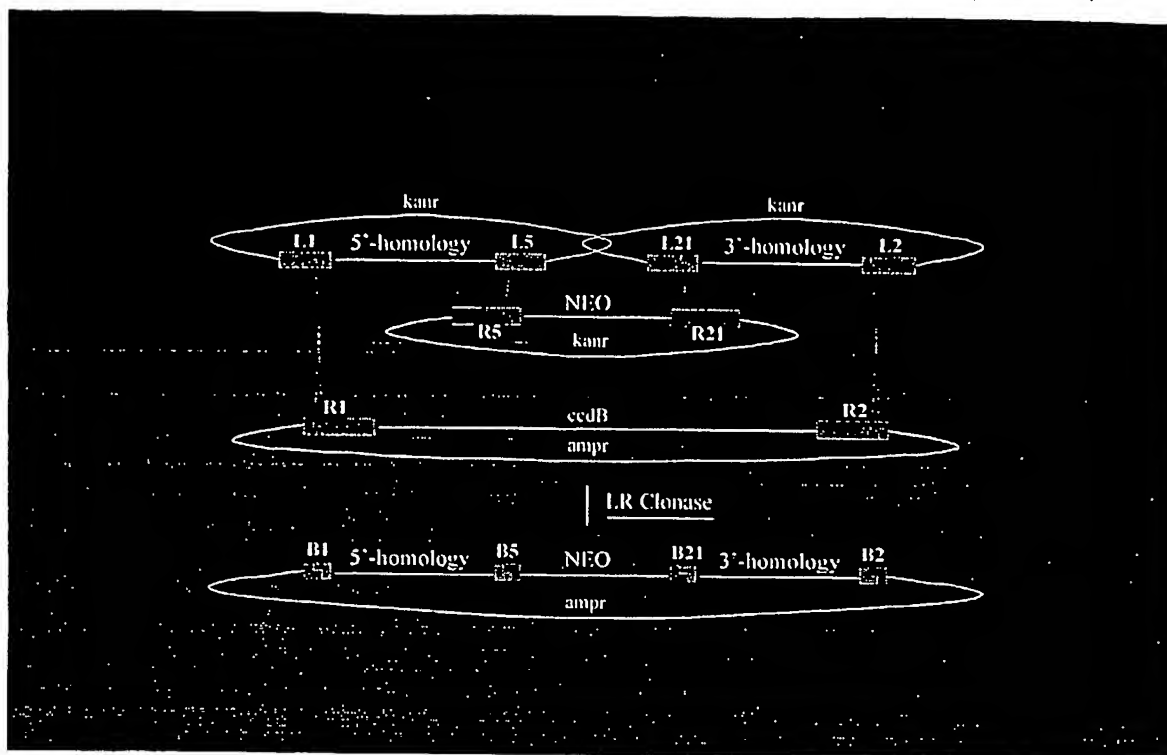 kanr kanr
L1 5'-homology L5 L21 3'-homology L2
NEO
R5 R21
kanr
R1 ccdB R2
ampr
LR Clonase
B1 5'-homology B5 NEO B21 3'-homology B2
ampr